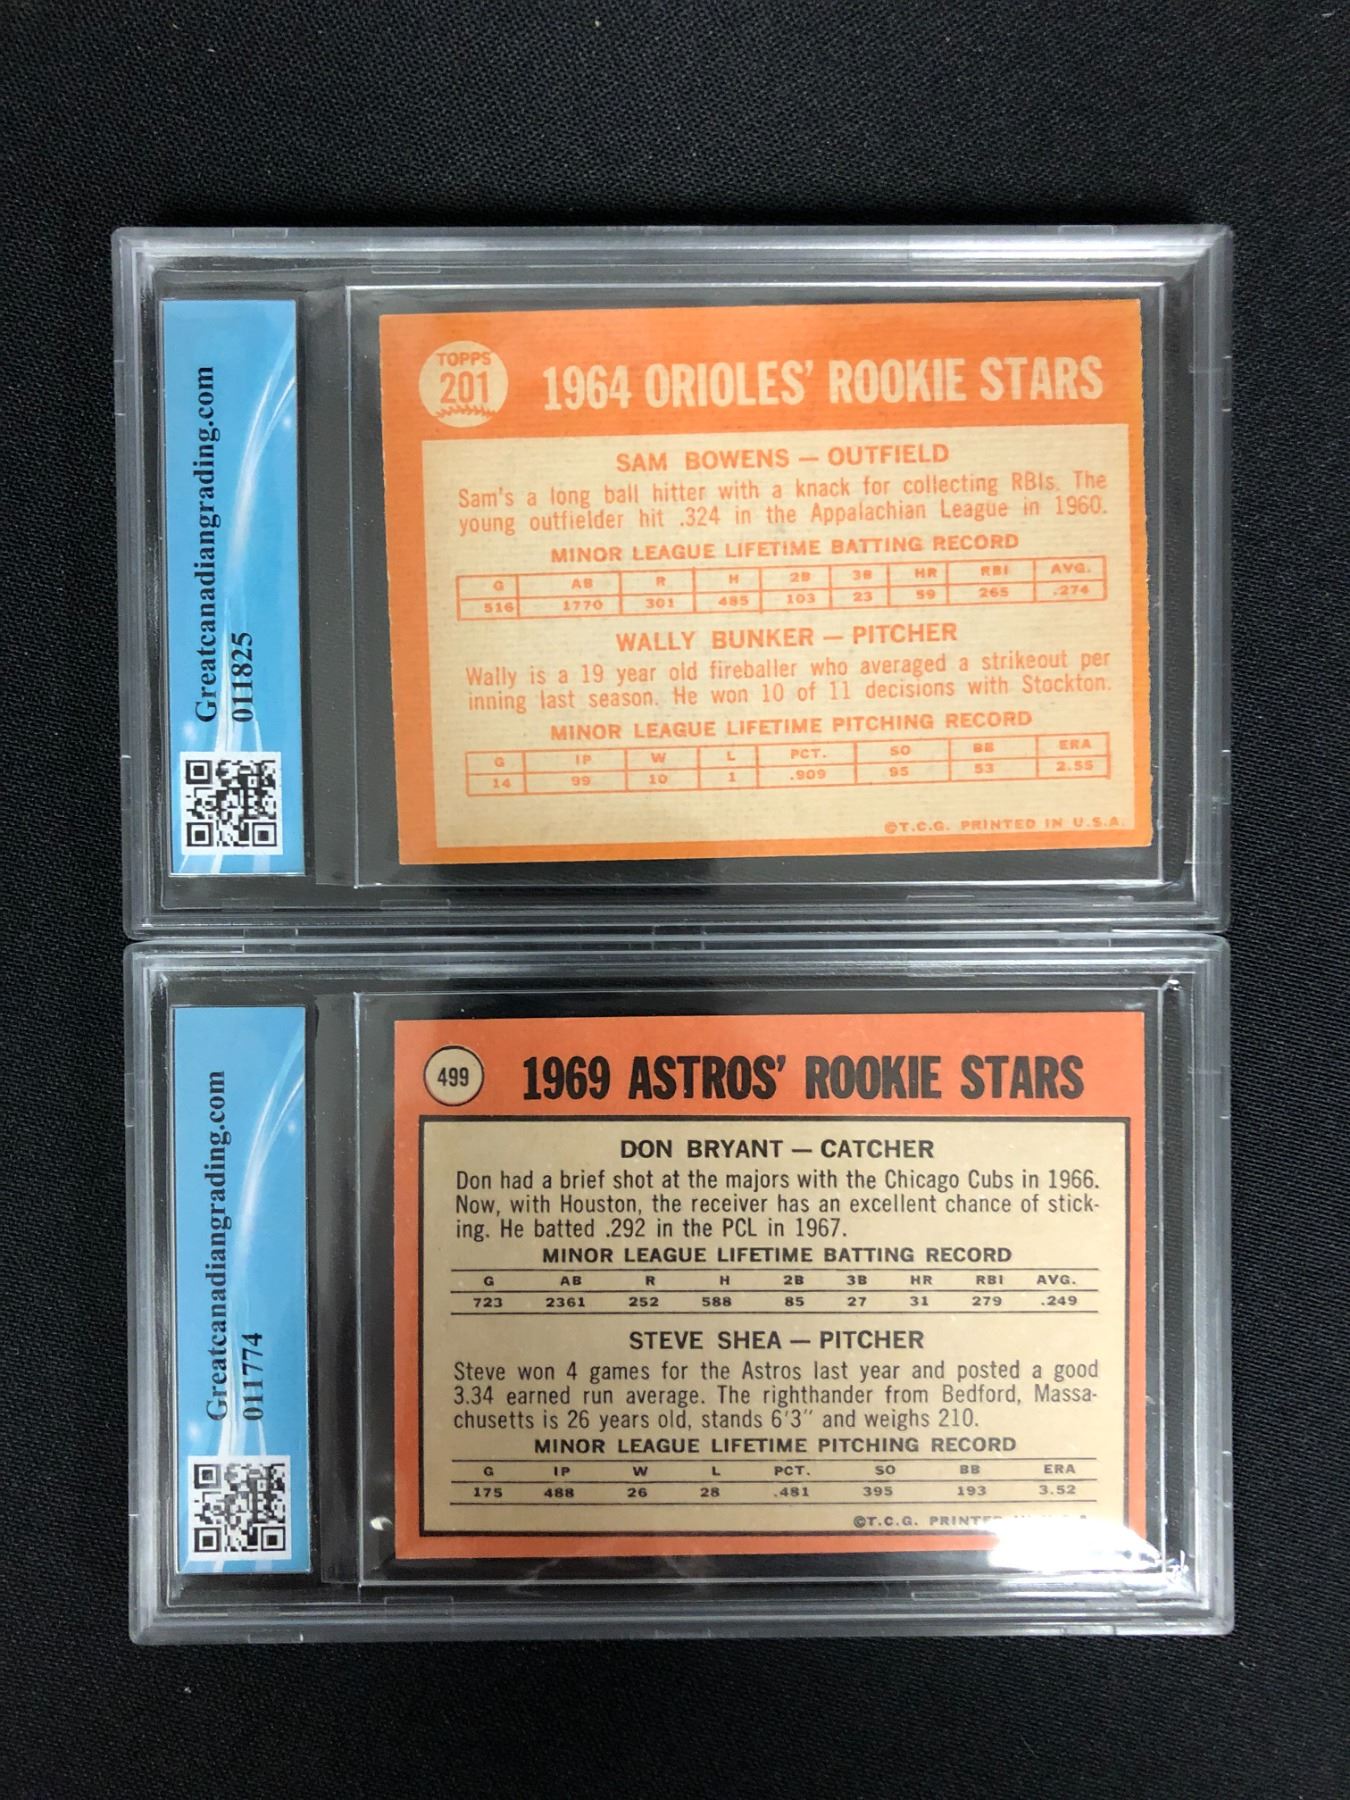 Greatcanadiangrading.com
011825
TOPPS
201
1964 ORIOLES' ROOKIE STARS
SAM BOWENS — OUTFIELD
Sam's a long ball hitter with a knack for collecting RBIs. The
young outfielder hit .324 in the Appalachian League in 1960.
MINOR LEAGUE LIFETIME BATTING RECORD
G AB R H 2B 3B HR RBI AVG.
516 1770 301 485 103 23 59 265 .274
WALLY BUNKER — PITCHER
Wally is a 19 year old fireballer who averaged a strikeout per
inning last season. He won 10 of 11 decisions with Stockton.
MINOR LEAGUE LIFETIME PITCHING RECORD
G IP W L PCT. SO BB ERA
14 99 10 1 .909 95 53 2.55
©T.C.G. PRINTED IN U.S.A.
Greatcanadiangrading.com
011774
499
1969 ASTROS' ROOKIE STARS
DON BRYANT — CATCHER
Don had a brief shot at the majors with the Chicago Cubs in 1966.
Now, with Houston, the receiver has an excellent chance of stick-
ing. He batted .292 in the PCL in 1967.
MINOR LEAGUE LIFETIME BATTING RECORD
G AB R H 2B 3B HR RBI AVG.
723 2361 252 588 85 27 31 279 .249
STEVE SHEA — PITCHER
Steve won 4 games for the Astros last year and posted a good
3.34 earned run average. The righthander from Bedford, Massa-
chusetts is 26 years old, stands 6'3" and weighs 210.
MINOR LEAGUE LIFETIME PITCHING RECORD
G IP W L PCT. SO BB ERA
175 488 26 28 .481 395 193 3.52
©T.C.G.